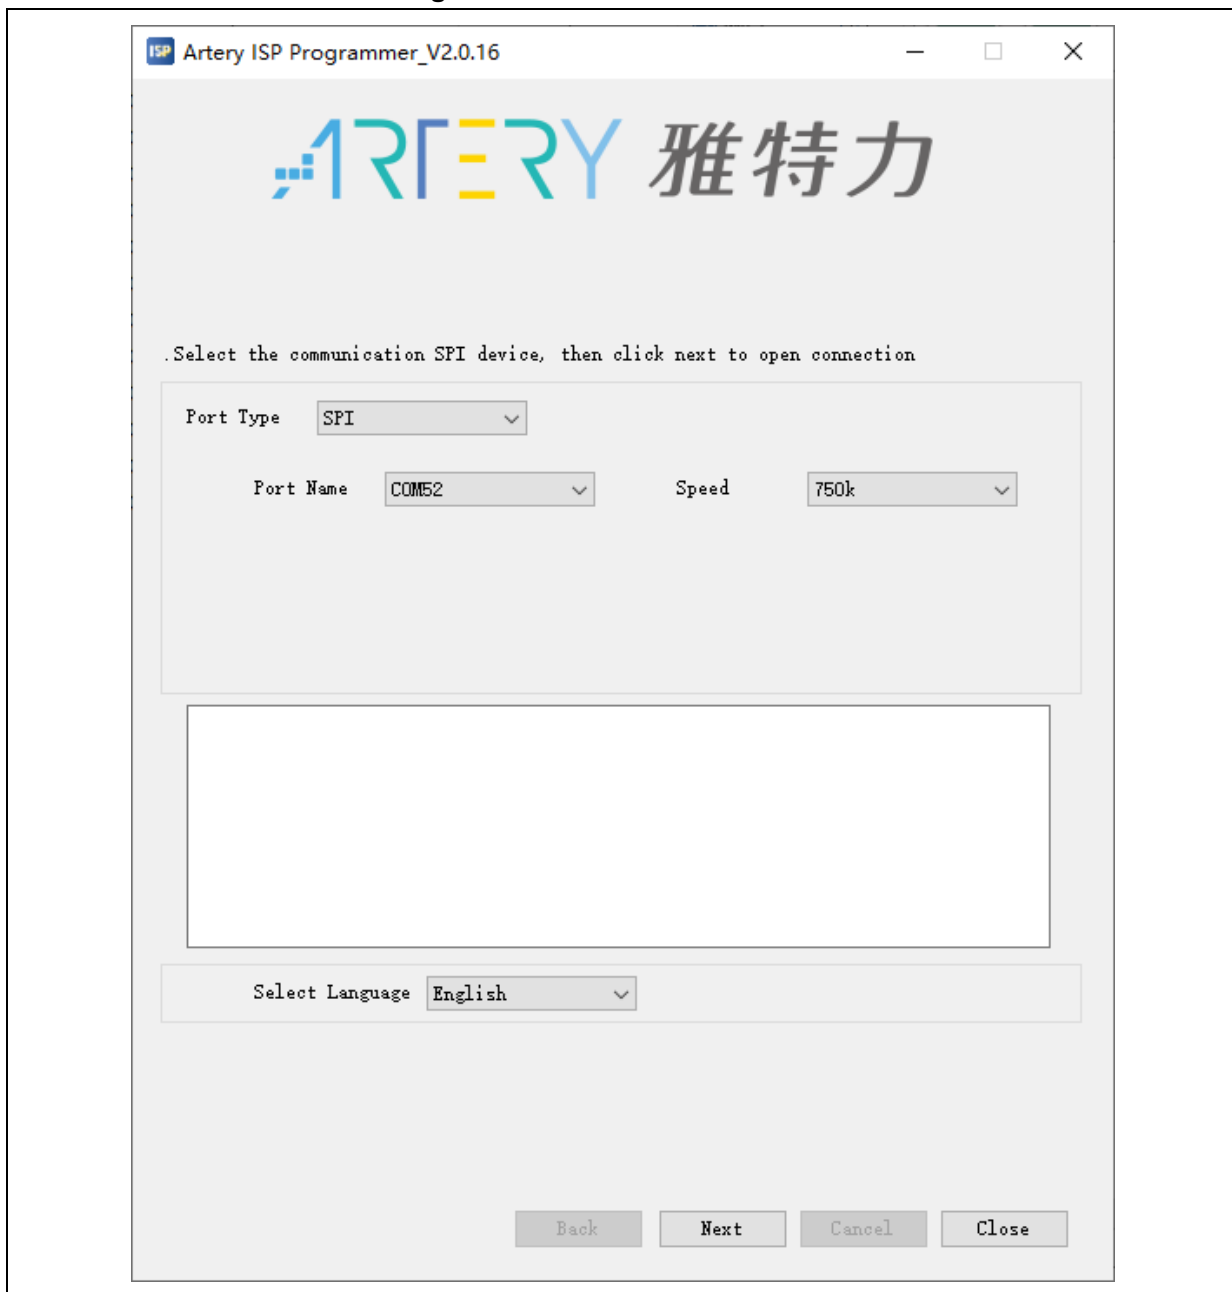 ISP Artery ISP Programmer_V2.0.16
ARTERY 雅特力
.Select the communication SPI device, then click next to open connection
Port Type SPI
Port Name COM52 Speed 750k
Select Language English
Back Next Cancel Close